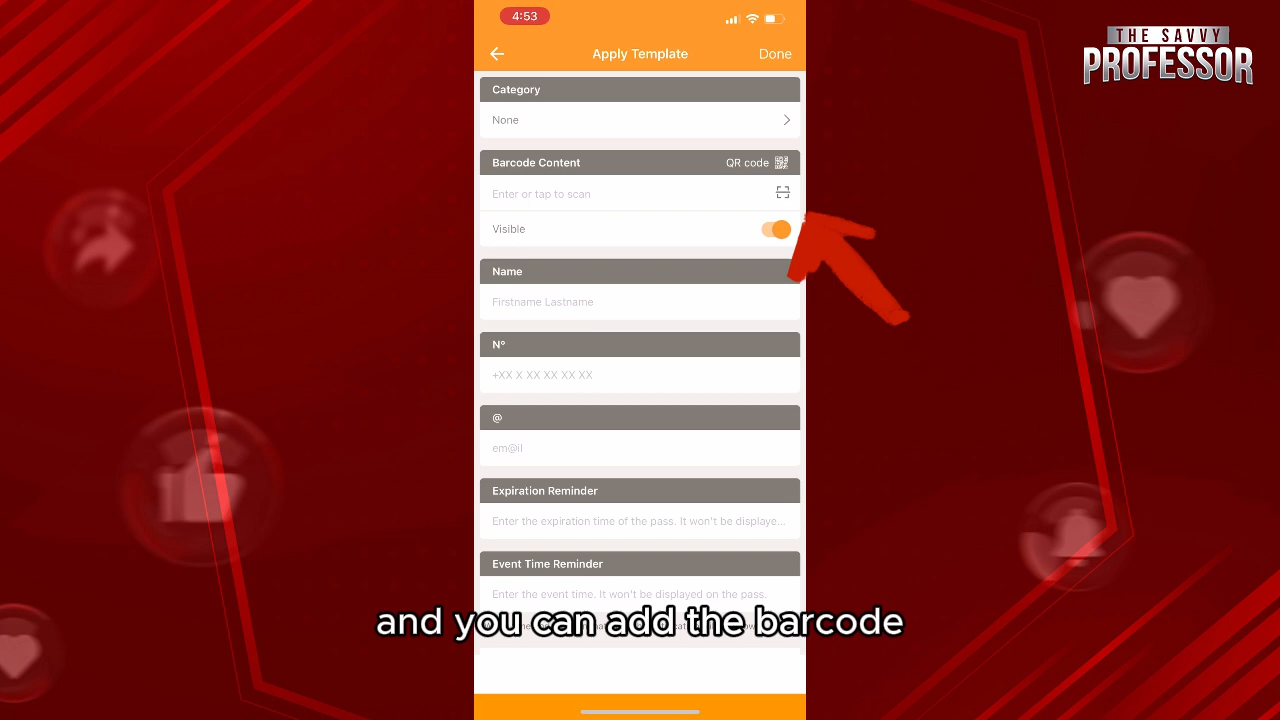 4:53
THE SAVVY
PROFESSOR
Apply Template
Done
Category
None
Barcode Content
QR code
Enter or tap to scan
Visible
Name
Firstname Lastname
N°
+XX X XX XX XX XX
@
em@il
Expiration Reminder
Enter the expiration time of the pass. It won't be displaye...
Event Time Reminder
Enter the event time. It won't be displayed on the pass.
and you can add the barcode